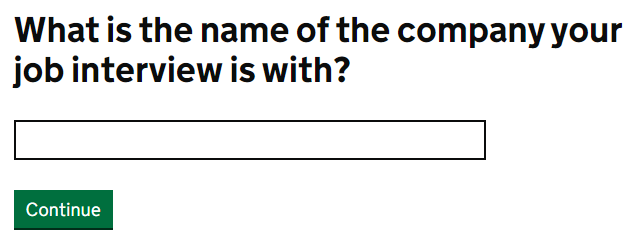 What is the name of the company your
job interview is with?
Continue